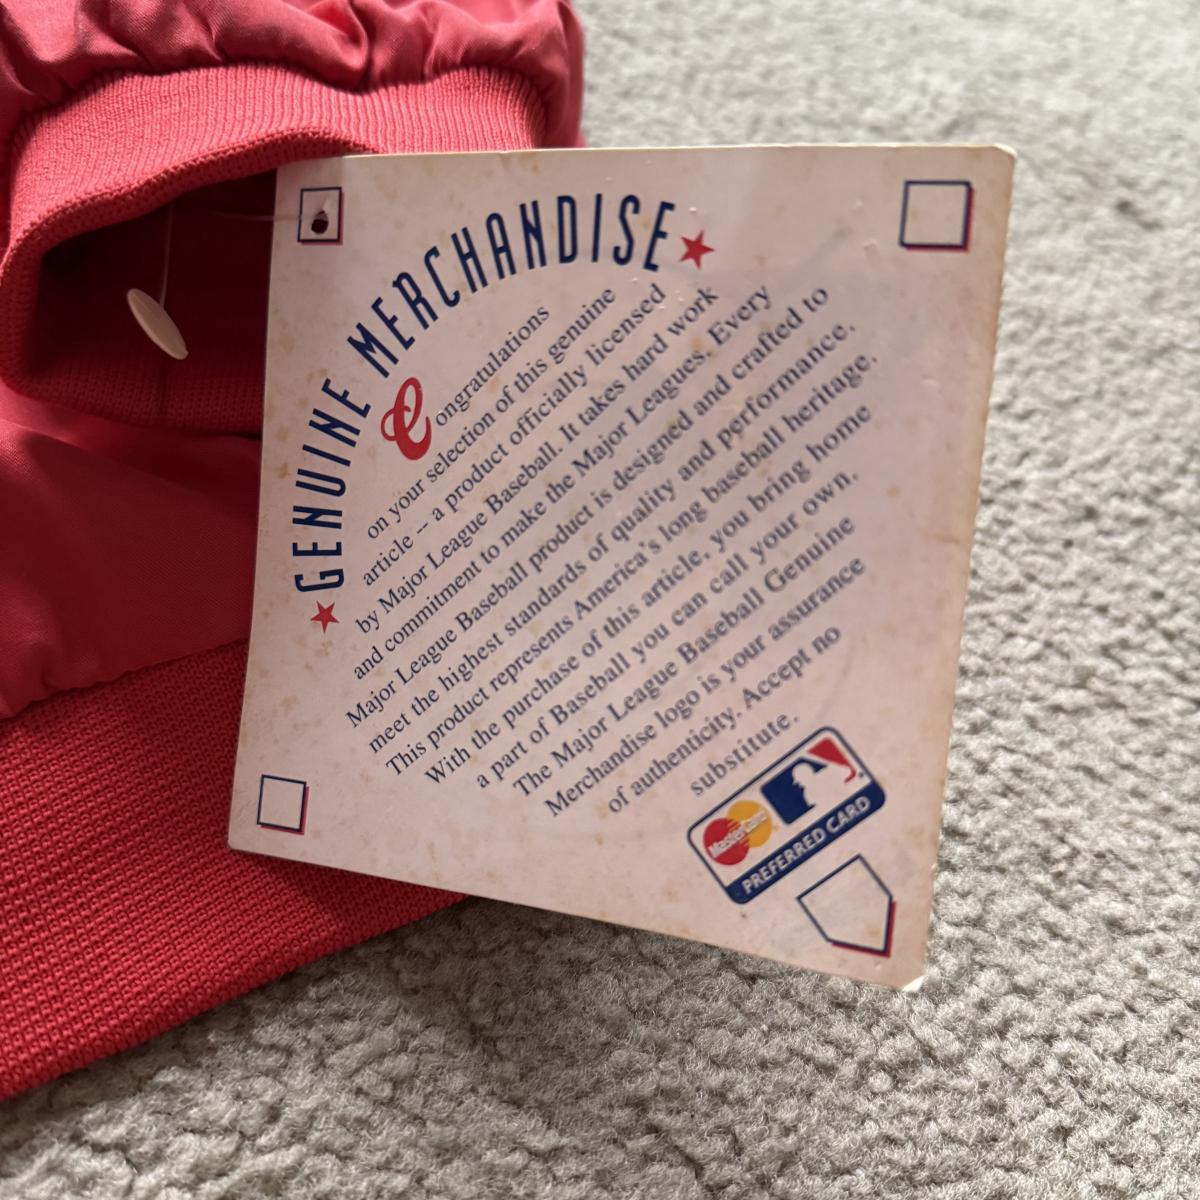 ★ GENUINE MERCHANDISE ★
Congratulations
on your selection of this genuine
article -- a product officially licensed
by Major League Baseball. It takes hard work
and commitment to make the Major Leagues. Every
Major League Baseball product is designed and crafted to
meet the highest standards of quality and performance.
This product represents America's long baseball heritage.
With the purchase of this article, you bring home
a part of Baseball you can call your own.
The Major League Baseball Genuine
Merchandise logo is your assurance
of authenticity. Accept no
substitute.
MasterCard
PREFERRED CARD